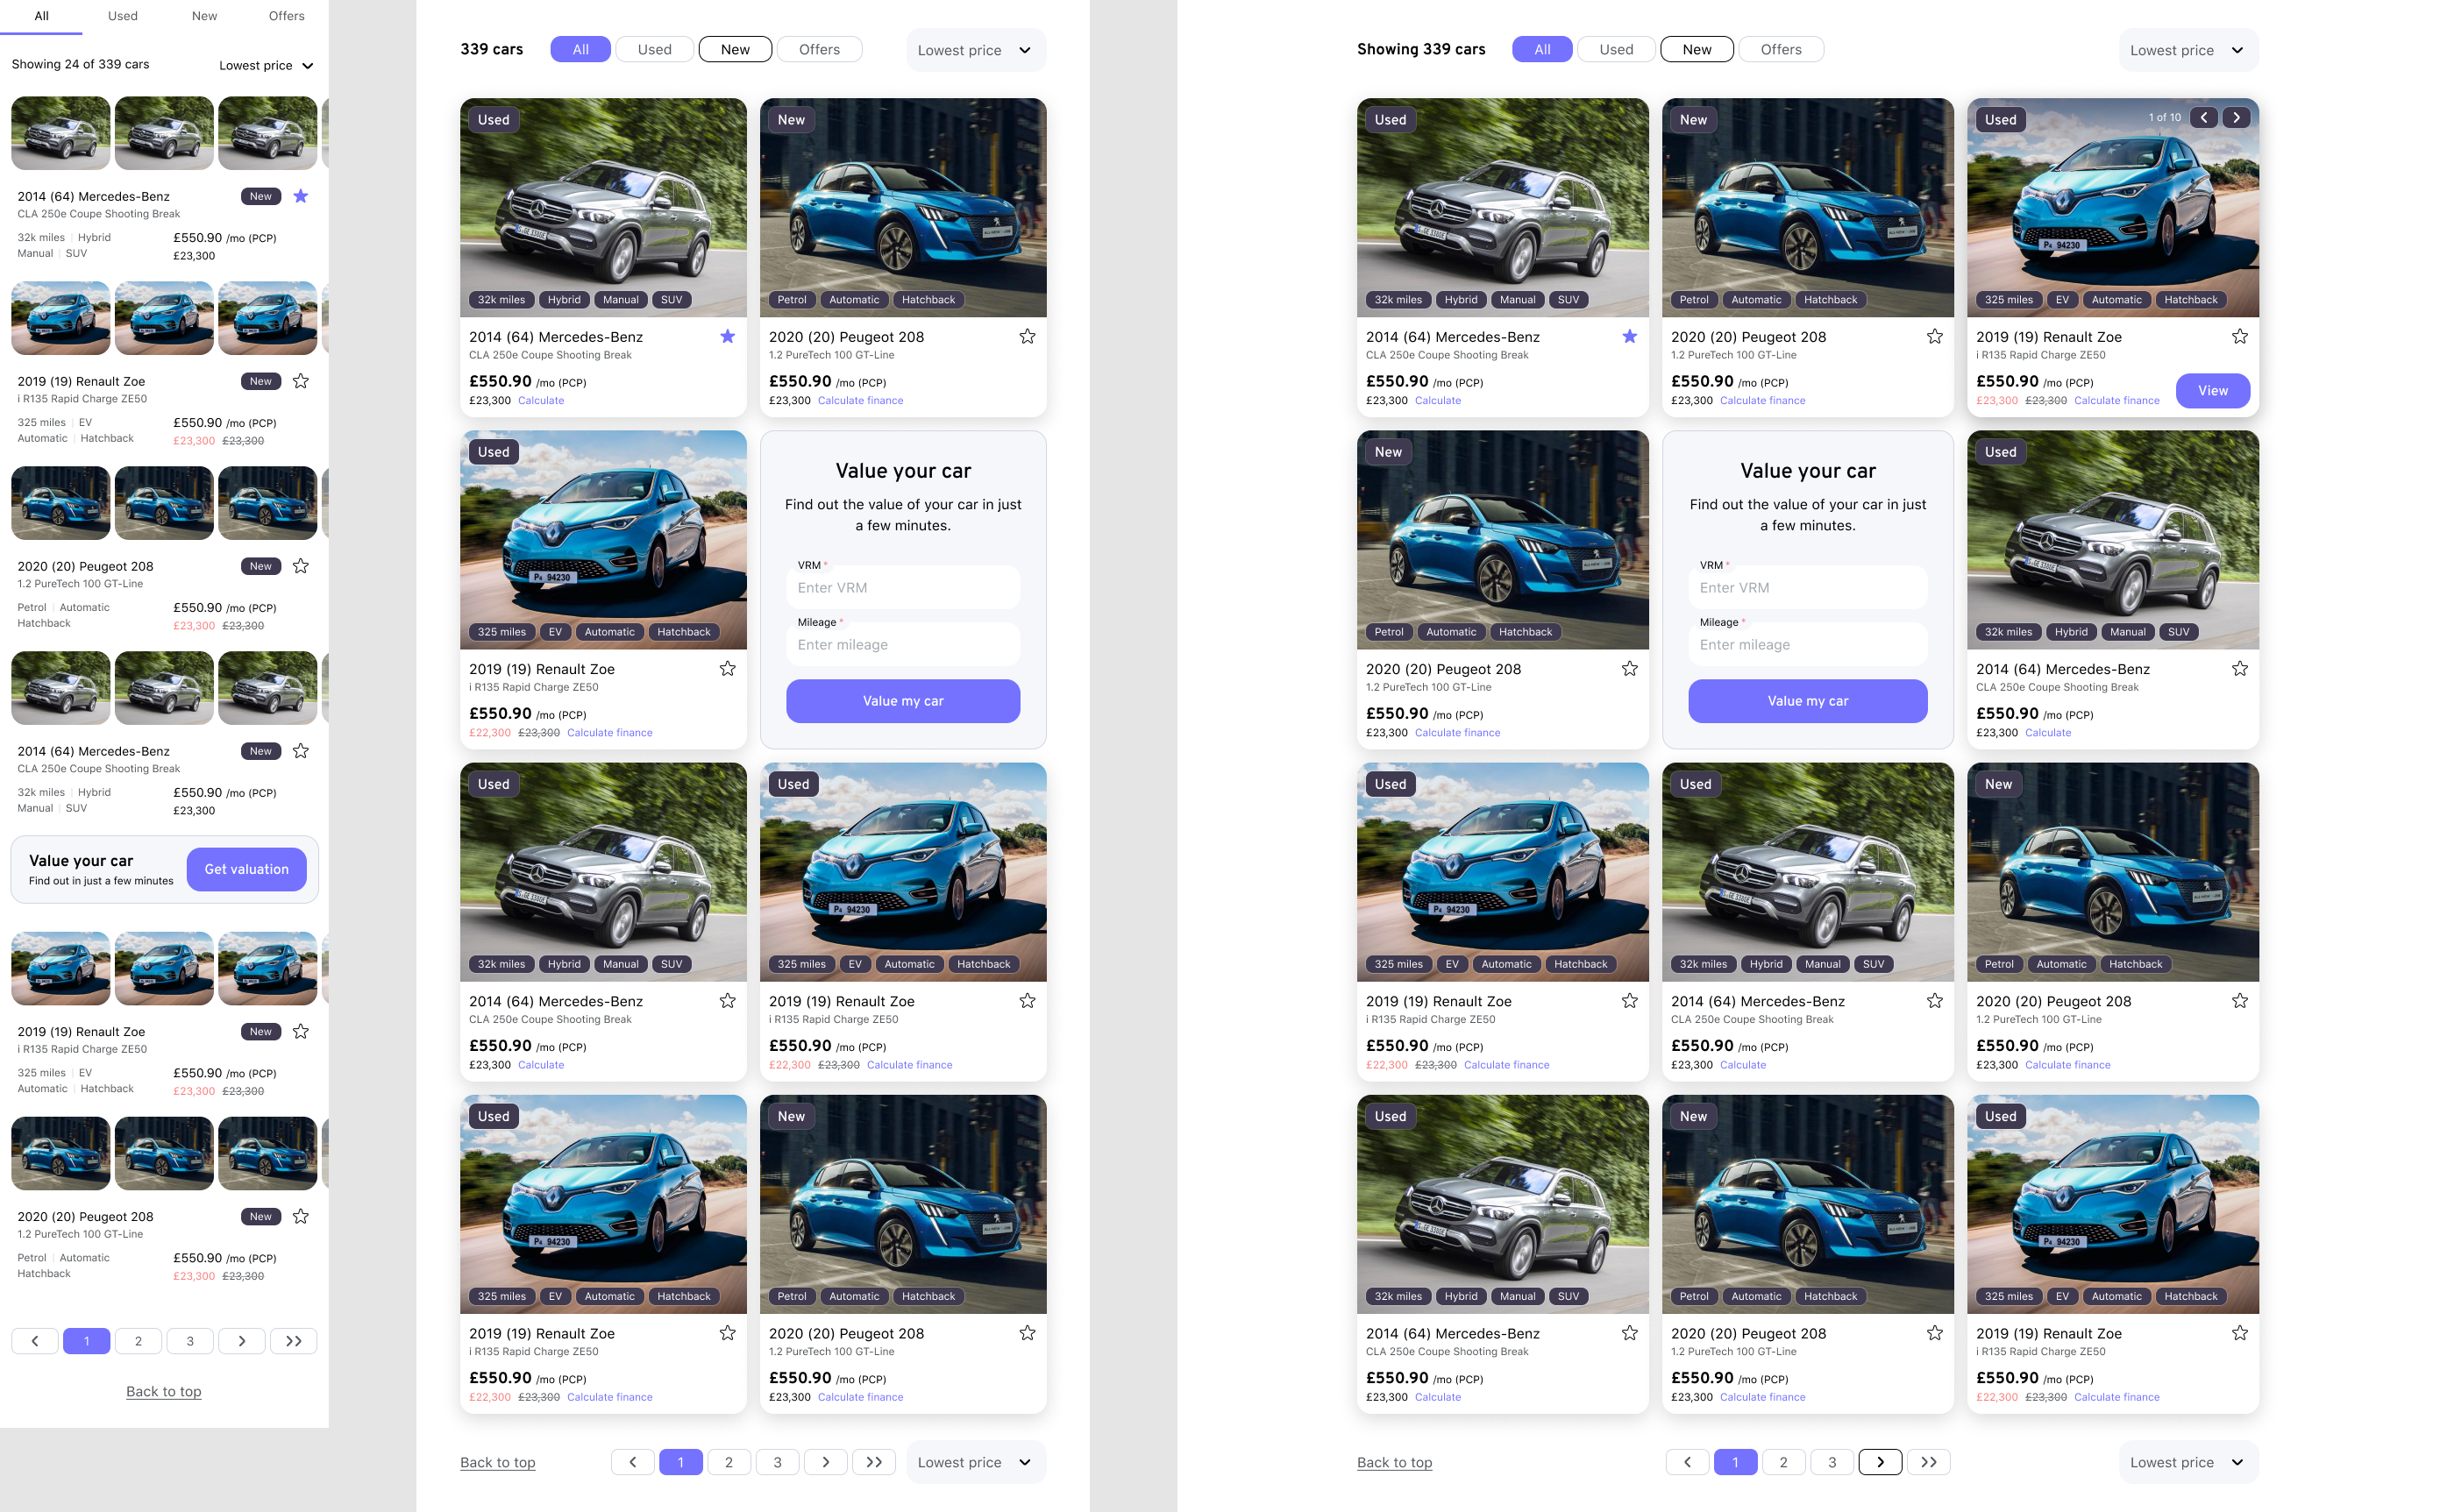 All
Used
New
Offers
Showing 24 of 339 cars
Lowest price
2014 (64) Mercedes-Benz
New
CLA 250e Coupe Shooting Break
32k miles | Hybrid
£550.90 /mo (PCP)
Manual | SUV
£23,300
2019 (19) Renault Zoe
New
i R135 Rapid Charge ZE50
325 miles | EV
£550.90 /mo (PCP)
Automatic | Hatchback
£23,300 £23,300
2020 (20) Peugeot 208
New
1.2 PureTech 100 GT-Line
Petrol | Automatic
£550.90 /mo (PCP)
Hatchback
£23,300 £23,300
2014 (64) Mercedes-Benz
New
CLA 250e Coupe Shooting Break
32k miles | Hybrid
£550.90 /mo (PCP)
Manual | SUV
£23,300
Value your car
Find out in just a few minutes
Get valuation
2019 (19) Renault Zoe
New
i R135 Rapid Charge ZE50
325 miles | EV
£550.90 /mo (PCP)
Automatic | Hatchback
£23,300 £23,300
2020 (20) Peugeot 208
New
1.2 PureTech 100 GT-Line
Petrol | Automatic
£550.90 /mo (PCP)
Hatchback
£23,300 £23,300
1 2 3
Back to top
339 cars
All
Used
New
Offers
Lowest price
Used
32k miles Hybrid Manual SUV
2014 (64) Mercedes-Benz
CLA 250e Coupe Shooting Break
£550.90 /mo (PCP)
£23,300 Calculate
New
Petrol Automatic Hatchback
2020 (20) Peugeot 208
1.2 PureTech 100 GT-Line
£550.90 /mo (PCP)
£23,300 Calculate finance
Used
94230
325 miles EV Automatic Hatchback
2019 (19) Renault Zoe
i R135 Rapid Charge ZE50
£550.90 /mo (PCP)
£22,300 £23,300 Calculate finance
Value your car
Find out the value of your car in just
a few minutes.
VRM *
Enter VRM
Mileage *
Enter mileage
Value my car
Used
32k miles Hybrid Manual SUV
2014 (64) Mercedes-Benz
CLA 250e Coupe Shooting Break
£550.90 /mo (PCP)
£23,300 Calculate
Used
94230
325 miles EV Automatic Hatchback
2019 (19) Renault Zoe
i R135 Rapid Charge ZE50
£550.90 /mo (PCP)
£22,300 £23,300 Calculate finance
Used
94230
325 miles EV Automatic Hatchback
2019 (19) Renault Zoe
i R135 Rapid Charge ZE50
£550.90 /mo (PCP)
£22,300 £23,300 Calculate finance
New
Petrol Automatic Hatchback
2020 (20) Peugeot 208
1.2 PureTech 100 GT-Line
£550.90 /mo (PCP)
£23,300 Calculate finance
Back to top
1 2 3
Lowest price
Showing 339 cars
All
Used
New
Offers
Lowest price
Used
32k miles Hybrid Manual SUV
2014 (64) Mercedes-Benz
CLA 250e Coupe Shooting Break
£550.90 /mo (PCP)
£23,300 Calculate
New
Petrol Automatic Hatchback
2020 (20) Peugeot 208
1.2 PureTech 100 GT-Line
£550.90 /mo (PCP)
£23,300 Calculate finance
Used
1 of 10
94230
325 miles EV Automatic Hatchback
2019 (19) Renault Zoe
i R135 Rapid Charge ZE50
£550.90 /mo (PCP)
£23,300 £23,300 Calculate finance
View
New
Petrol Automatic Hatchback
2020 (20) Peugeot 208
1.2 PureTech 100 GT-Line
£550.90 /mo (PCP)
£23,300 Calculate finance
Value your car
Find out the value of your car in just
a few minutes.
VRM *
Enter VRM
Mileage *
Enter mileage
Value my car
Used
32k miles Hybrid Manual SUV
2014 (64) Mercedes-Benz
CLA 250e Coupe Shooting Break
£550.90 /mo (PCP)
£23,300 Calculate
Used
94230
325 miles EV Automatic Hatchback
2019 (19) Renault Zoe
i R135 Rapid Charge ZE50
£550.90 /mo (PCP)
£22,300 £23,300 Calculate finance
Used
32k miles Hybrid Manual SUV
2014 (64) Mercedes-Benz
CLA 250e Coupe Shooting Break
£550.90 /mo (PCP)
£23,300 Calculate
New
Petrol Automatic Hatchback
2020 (20) Peugeot 208
1.2 PureTech 100 GT-Line
£550.90 /mo (PCP)
£23,300 Calculate finance
Used
32k miles Hybrid Manual SUV
2014 (64) Mercedes-Benz
CLA 250e Coupe Shooting Break
£550.90 /mo (PCP)
£23,300 Calculate
New
Petrol Automatic Hatchback
2020 (20) Peugeot 208
1.2 PureTech 100 GT-Line
£550.90 /mo (PCP)
£23,300 Calculate finance
Used
94230
325 miles EV Automatic Hatchback
2019 (19) Renault Zoe
i R135 Rapid Charge ZE50
£550.90 /mo (PCP)
£22,300 £23,300 Calculate finance
Back to top
1 2 3
Lowest price